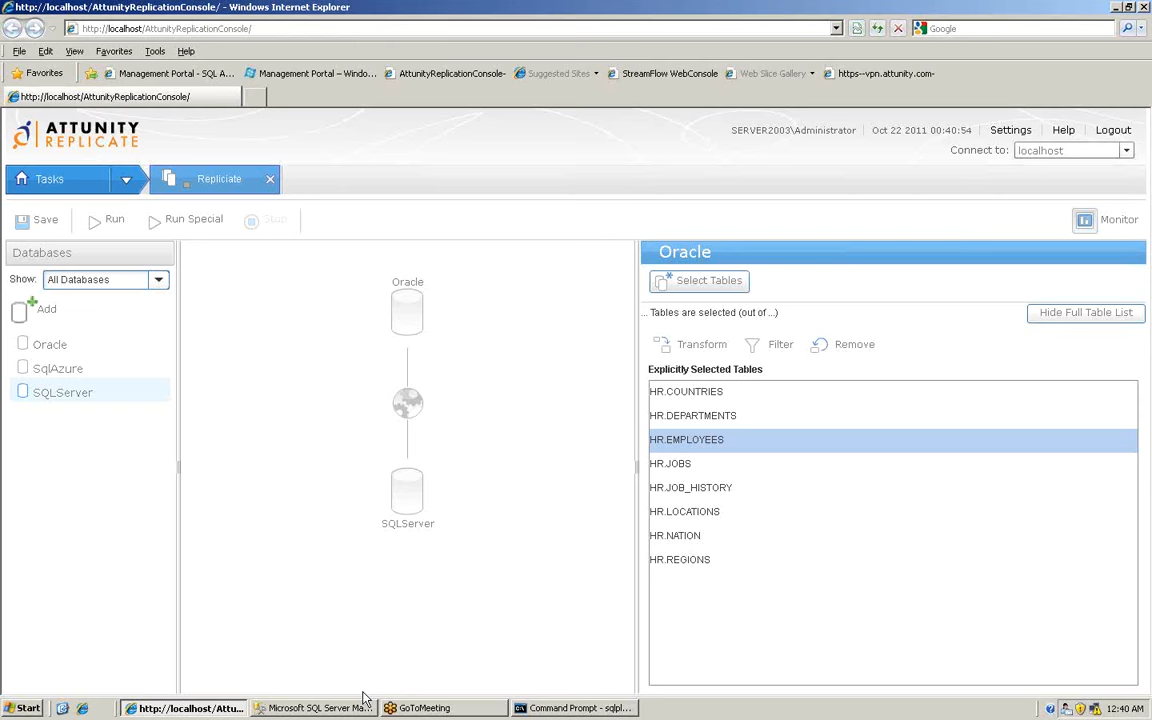 http://localhost/AttunityReplicationConsole/ - Windows Internet Explorer
http://localhost/AttunityReplicationConsole/
Google
File Edit View Favorites Tools Help
Favorites Management Portal - SQL A... Management Portal – Windo... AttunityReplicationConsole- Suggested Sites StreamFlow WebConsole Web Slice Gallery https--vpn.attunity.com-
http://localhost/AttunityReplicationConsole/
ATTUNITY
REPLICATE
SERVER2003\Administrator Oct 22 2011 00:40:54 Settings Help Logout
Connect to: localhost
Tasks Repliciate
Save Run Run Special Stop Monitor
Databases
Show: All Databases
Add
Oracle
SqlAzure
SQLServer
Oracle
SQLServer
Oracle
Select Tables
... Tables are selected (out of ...) Hide Full Table List
Transform Filter Remove
Explicitly Selected Tables
HR.COUNTRIES
HR.DEPARTMENTS
HR.EMPLOYEES
HR.JOBS
HR.JOB_HISTORY
HR.LOCATIONS
HR.NATION
HR.REGIONS
Start http://localhost/Attu... Microsoft SQL Server Ma... GoToMeeting Command Prompt - sqlpl... 12:40 AM